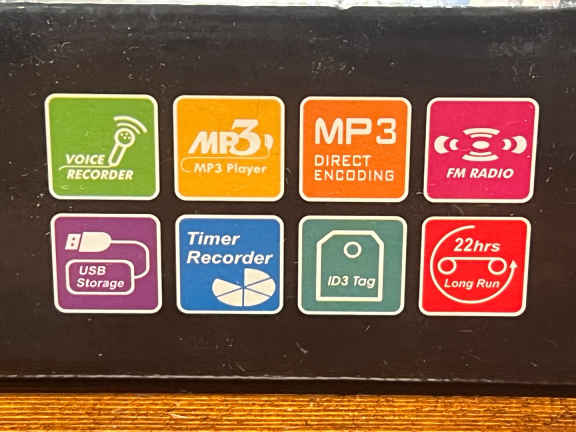 VOICE
RECORDER
MP3
MP3 Player
MP3
DIRECT
ENCODING
FM RADIO
USB
Storage
Timer
Recorder
ID3 Tag
22hrs
Long Run